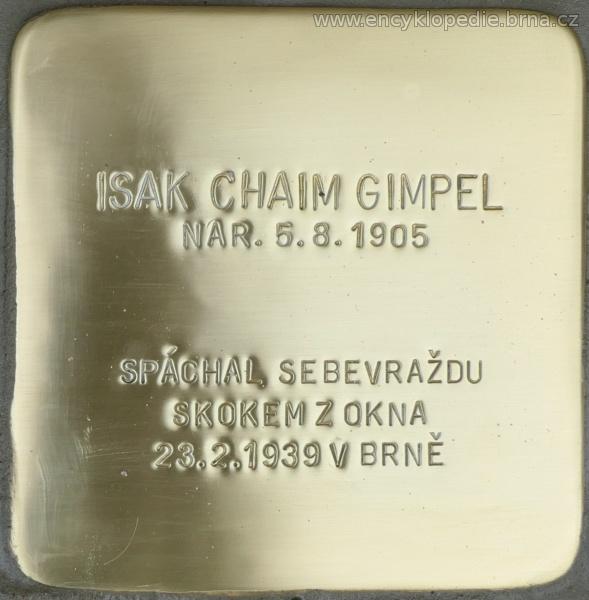 www.encyklopedie.brna.cz
ISAK CHAIM GIMPEL
NAR. 5.8.1905
SPÁCHAL SEBEVRAŽDU
SKOKEM Z OKNA
23.2.1939 V BRNĚ